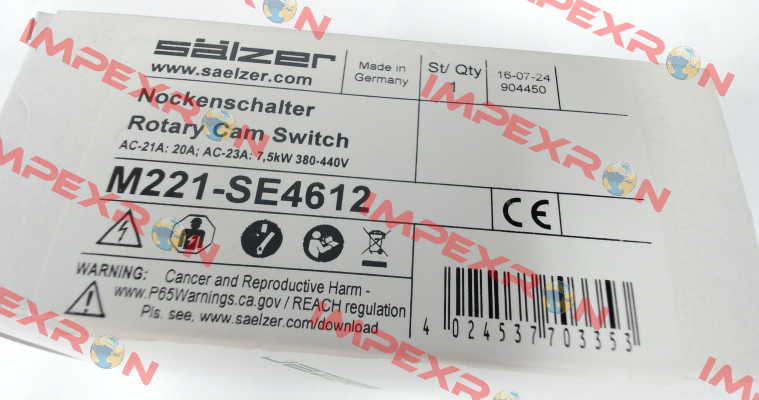 sälzer
www.saelzer.com
Made in
Germany
St/ Qty
1
16-07-24
904450
Nockenschalter
Rotary Cam Switch
AC-21A: 20A; AC-23A: 7,5kW 380-440V
M221-SE4612
CE
WARNING: Cancer and Reproductive Harm -
www.P65Warnings.ca.gov / REACH regulation
Pls. see, www.saelzer.com/download
4 024537 703353
IMPEXRON
IMPEXRON
IMPEXRON
IMPEXRON
IMPEXRON
IMPEXRON
IMPEXRON
IMPEXRON